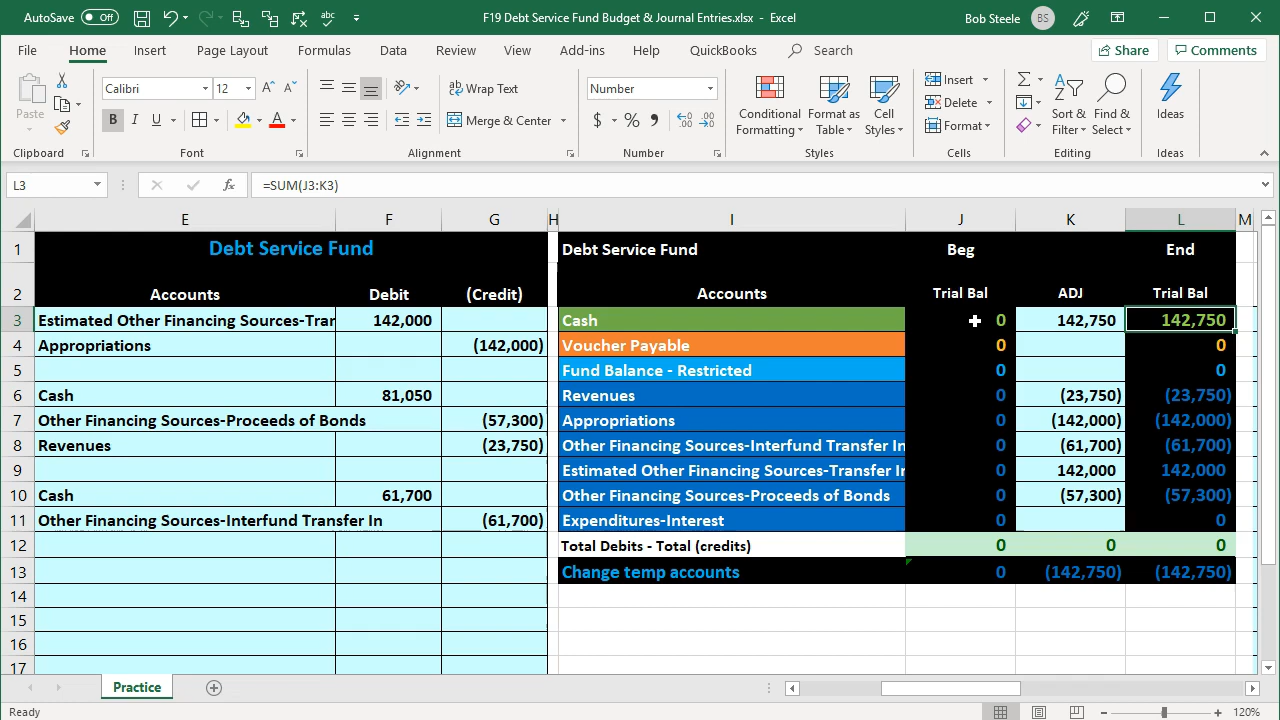 AutoSave Off F19 Debt Service Fund Budget & Journal Entries.xlsx - Excel Bob Steele BS
File Home Insert Page Layout Formulas Data Review View Add-ins Help QuickBooks Search Share Comments
Paste Calibri 12 Wrap Text Merge & Center Number Conditional Formatting Format as Table Cell Styles Insert Delete Format Sort & Filter Find & Select Ideas
Clipboard Font Alignment Number Styles Cells Editing Ideas
L3 fx =SUM(J3:K3)
E F G H I J K L M
1 Debt Service Fund Debt Service Fund Beg End
2 Accounts Debit (Credit) Accounts Trial Bal ADJ Trial Bal
3 Estimated Other Financing Sources-Tran 142,000 Cash 0 142,750 142,750
4 Appropriations (142,000) Voucher Payable 0 0
5 Fund Balance - Restricted 0 0
6 Cash 81,050 Revenues 0 (23,750) (23,750)
7 Other Financing Sources-Proceeds of Bonds (57,300) Appropriations 0 (142,000) (142,000)
8 Revenues (23,750) Other Financing Sources-Interfund Transfer In 0 (61,700) (61,700)
9 Estimated Other Financing Sources-Transfer In 0 142,000 142,000
10 Cash 61,700 Other Financing Sources-Proceeds of Bonds 0 (57,300) (57,300)
11 Other Financing Sources-Interfund Transfer In (61,700) Expenditures-Interest 0 0
12 Total Debits - Total (credits) 0 0 0
13 Change temp accounts 0 (142,750) (142,750)
14
15
16
17
Practice
Ready 120%